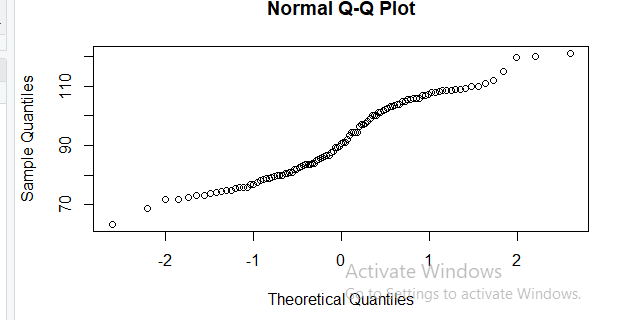 Normal Q-Q Plot
Sample Quantiles
110
90
70
-2 -1 0 1 2
Activate Windows
Theoretical Quantiles
Go to Settings to activate Windows.